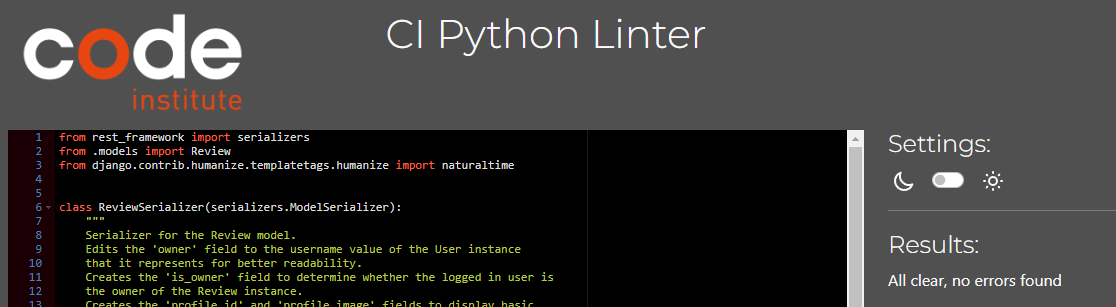 code
institute
CI Python Linter
1 from rest_framework import serializers
2 from .models import Review
3 from django.contrib.humanize.templatetags.humanize import naturaltime
4
5
6 class ReviewSerializer(serializers.ModelSerializer):
7 """
8 Serializer for the Review model.
9 Edits the 'owner' field to the username value of the User instance
10 that it represents for better readability.
11 Creates the 'is_owner' field to determine whether the logged in user is
12 the owner of the Review instance.
13 Creates the 'profile_id' and 'profile_image' fields to display basic
Settings:
Results:
All clear, no errors found